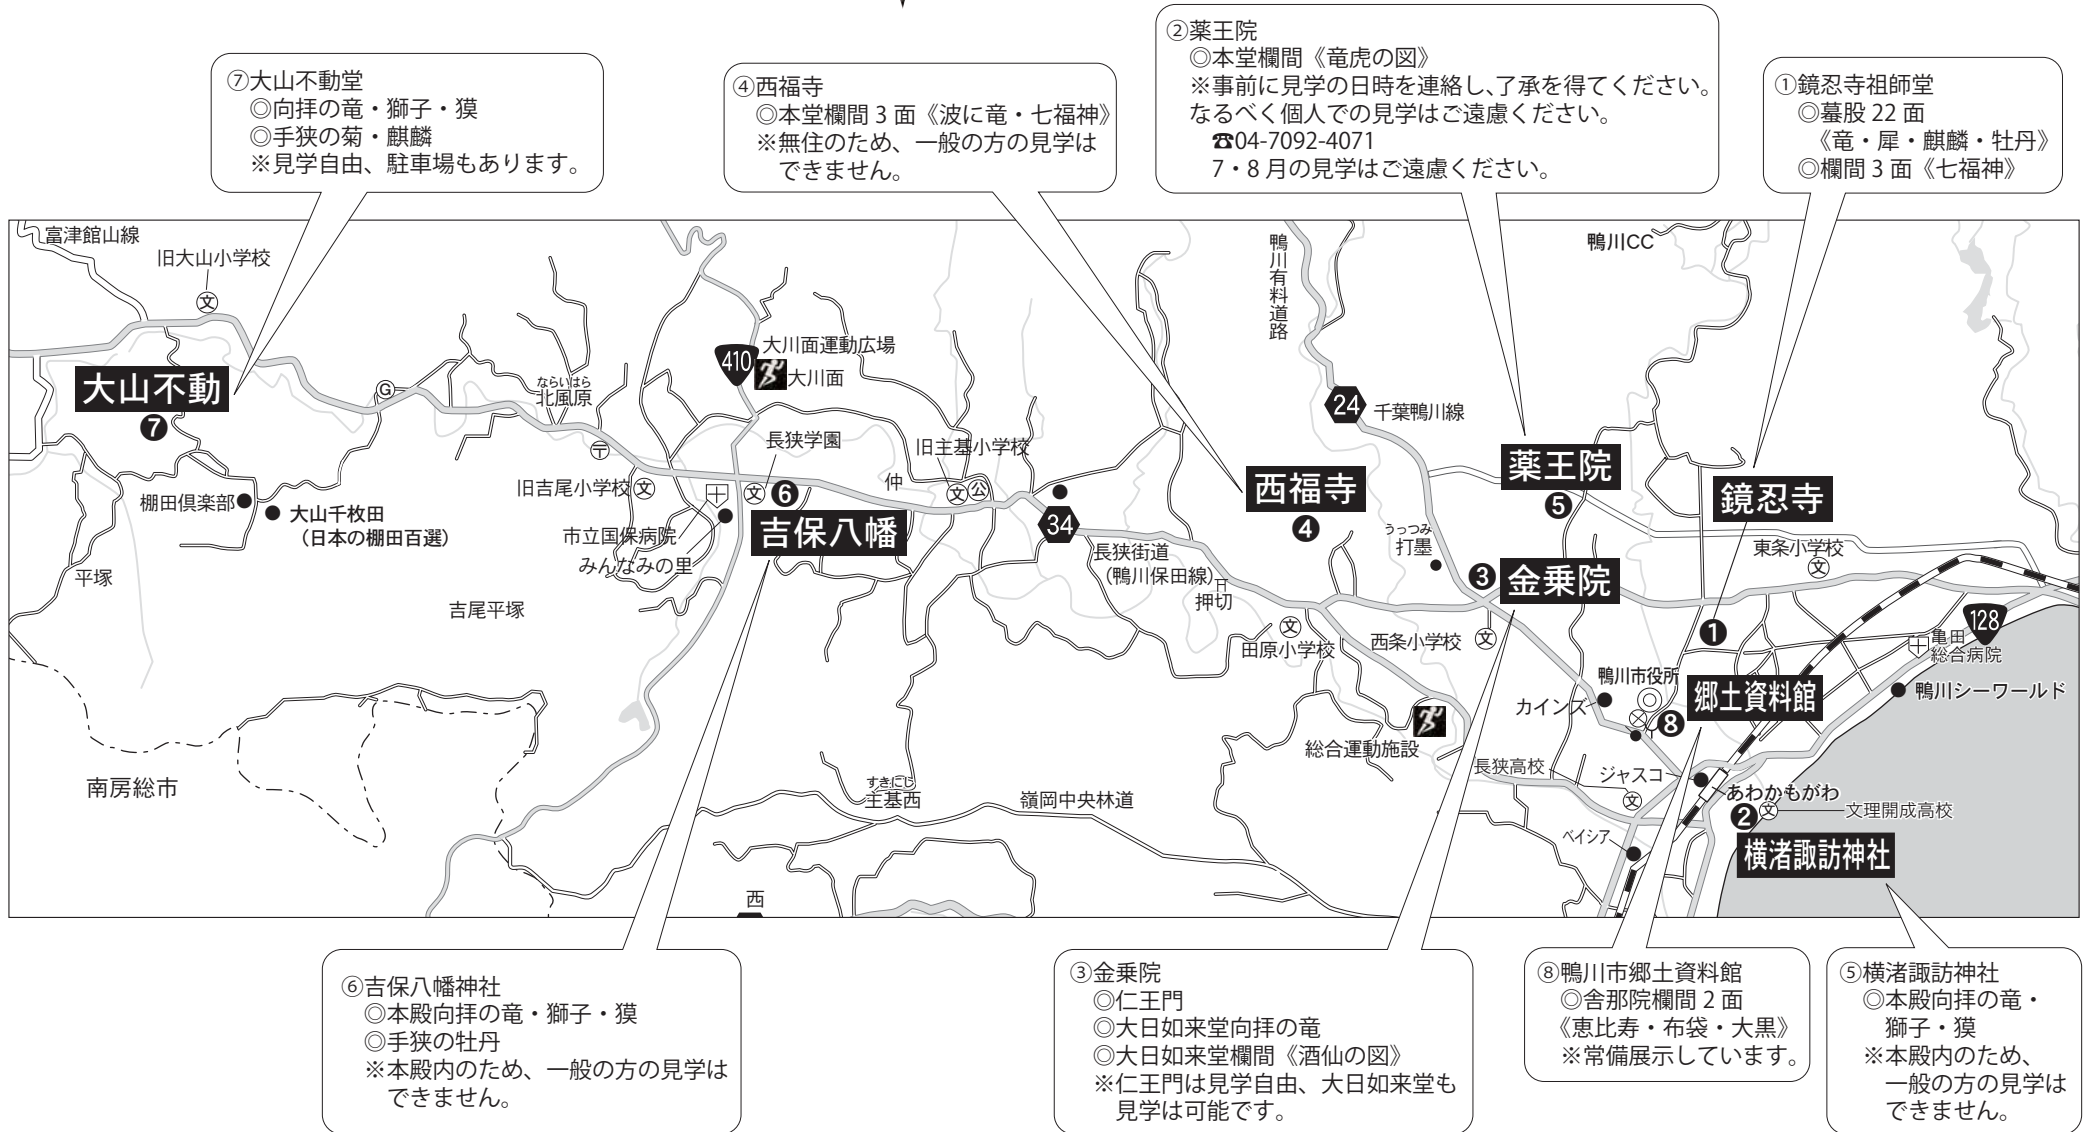 ⑦大山不動堂
◎向拝の竜・獅子・獏
◎手狭の菊・麒麟
※見学自由、駐車場もあります。
④西福寺
◎本堂欄間3面《波に竜・七福神》
※無住のため、一般の方の見学は
できません。
②薬王院
◎本堂欄間《竜虎の図》
※事前に見学の日時を連絡し、了承を得てください。
なるべく個人での見学はご遠慮ください。
☎04-7092-4071
7・8月の見学はご遠慮ください。
①鏡忍寺祖師堂
◎蟇股22面
《竜・犀・麒麟・牡丹》
◎欄間3面《七福神》
富津館山線
旧大山小学校
文
大山不動
❼
棚田倶楽部
大山千枚田
(日本の棚田百選)
平塚
吉尾平塚
南房総市
G
ならいはら
北風原
〒
旧吉尾小学校
文
市立国保病院
みんなみの里
410
大川面運動広場
大川面
長狭学園
文
❻
吉保八幡
仲
旧主基小学校
文
公
34
長狭街道
(鴨川保田線)
押切
すきにし
主基西
嶺岡中央林道
西
鴨川有料道路
24
千葉鴨川線
西福寺
❹
うっつみ
打墨
薬王院
❺
❸
金乗院
田原小学校
文
西条小学校
文
総合運動施設
鴨川CC
鏡忍寺
東条小学校
文
❶
128
亀田
総合病院
鴨川シーワールド
鴨川市役所
カインズ
❽
郷土資料館
長狭高校
文
ジャスコ
あわかもがわ
❷
文
文理開成高校
ベイシア
横渚諏訪神社
⑥吉保八幡神社
◎本殿向拝の竜・獅子・獏
◎手狭の牡丹
※本殿内のため、一般の方の見学は
できません。
③金乗院
◎仁王門
◎大日如来堂向拝の竜
◎大日如来堂欄間《酒仙の図》
※仁王門は見学自由、大日如来堂も
見学は可能です。
⑧鴨川市郷土資料館
◎舎那院欄間2面
《恵比寿・布袋・大黒》
※常備展示しています。
⑤横渚諏訪神社
◎本殿向拝の竜・
獅子・獏
※本殿内のため、
一般の方の見学は
できません。